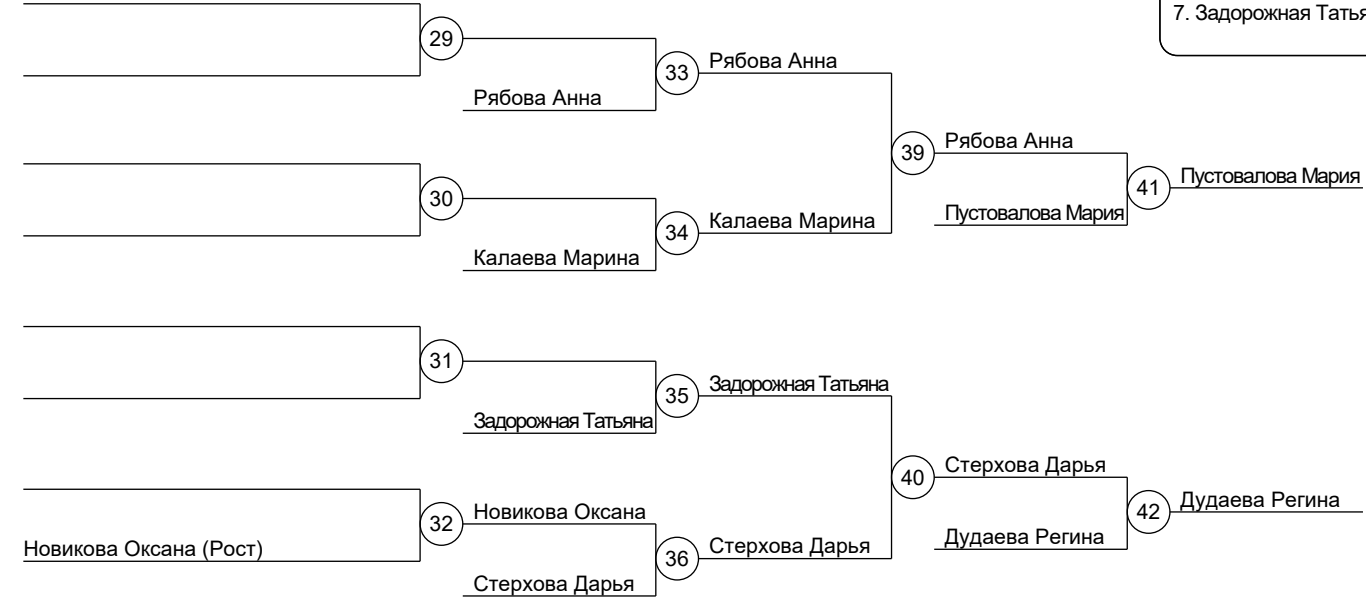 7. Задорожная Татья
29
33
Рябова Анна
Рябова Анна
39
Рябова Анна
41
Пустовалова Мария
30
34
Калаева Марина
Пустовалова Мария
Калаева Марина
31
35
Задорожная Татьяна
Задорожная Татьяна
40
Стерхова Дарья
32
Новикова Оксана
42
Дудаева Регина
Новикова Оксана (Рост)
36
Стерхова Дарья
Дудаева Регина
Стерхова Дарья